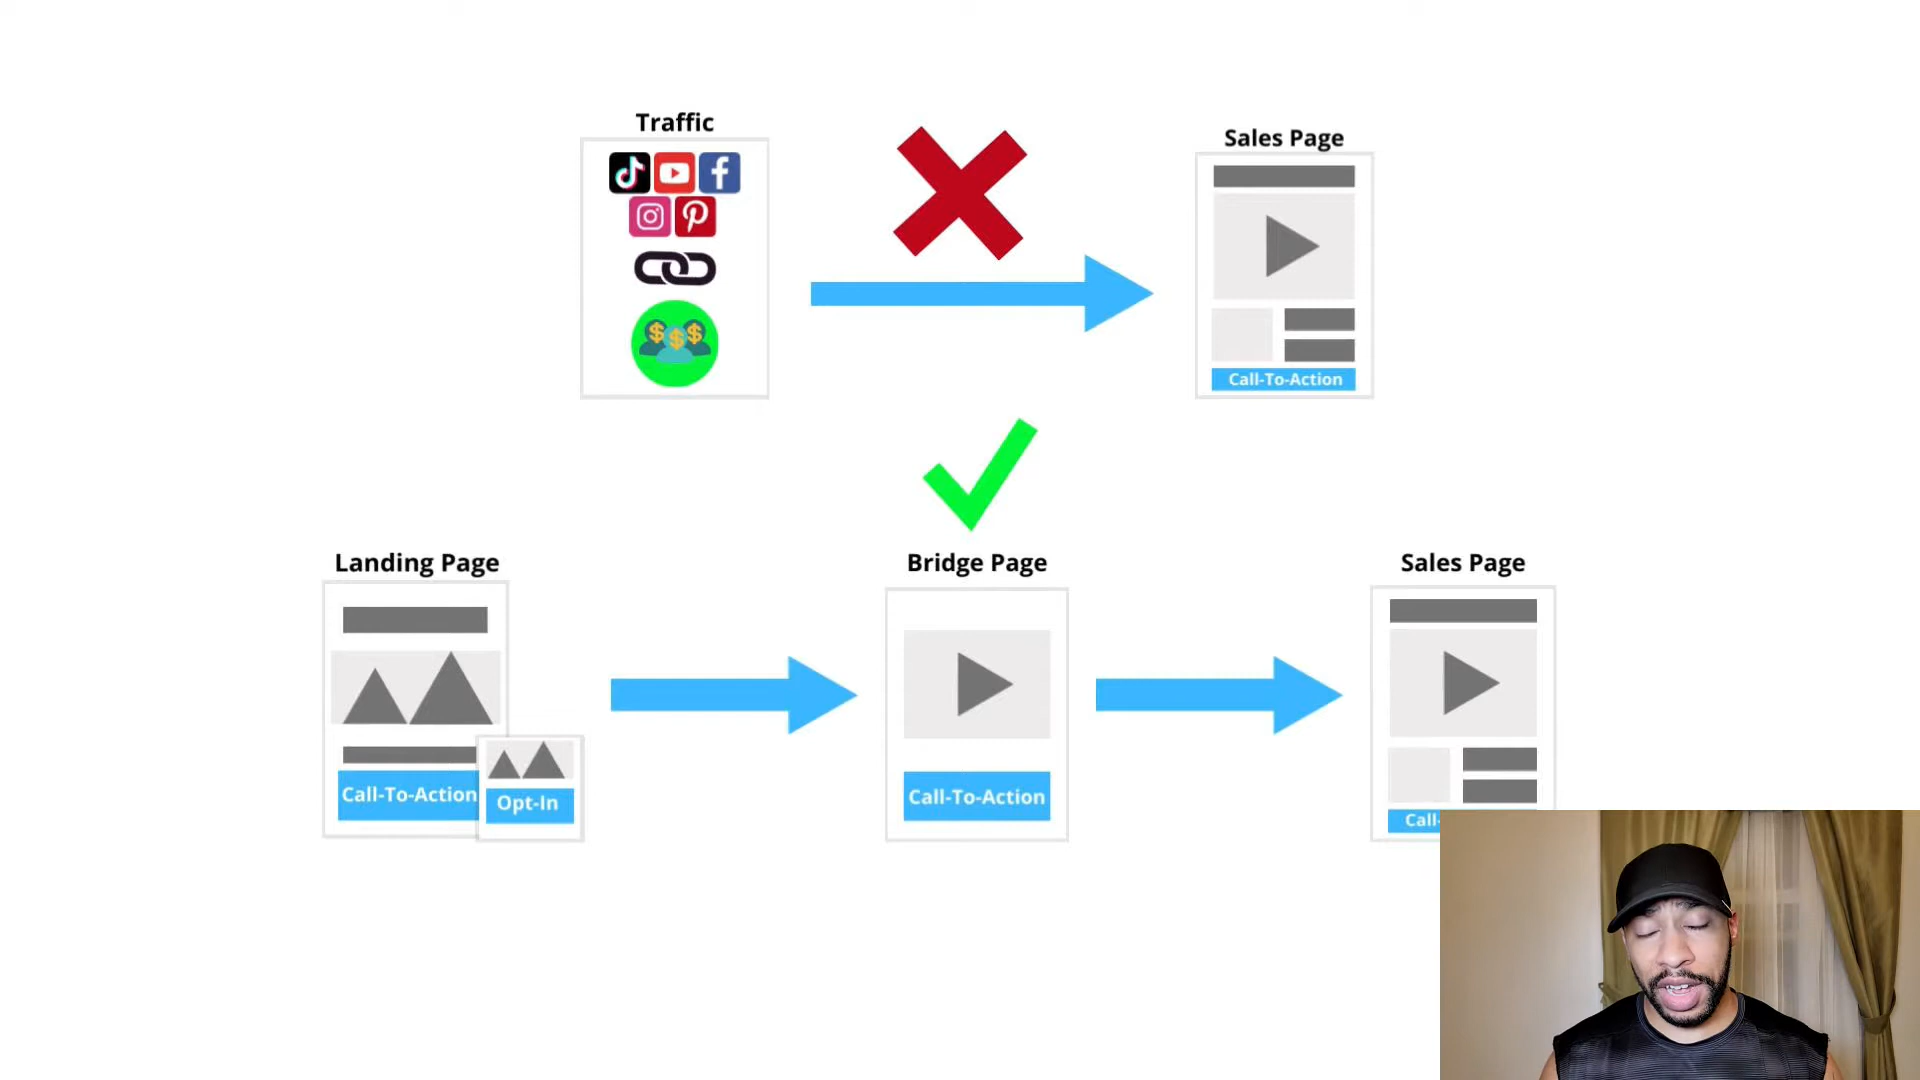 Traffic
Sales Page
Call-To-Action
Landing Page
Bridge Page
Sales Page
Call-To-Action
Opt-In
Call-To-Action
Call-